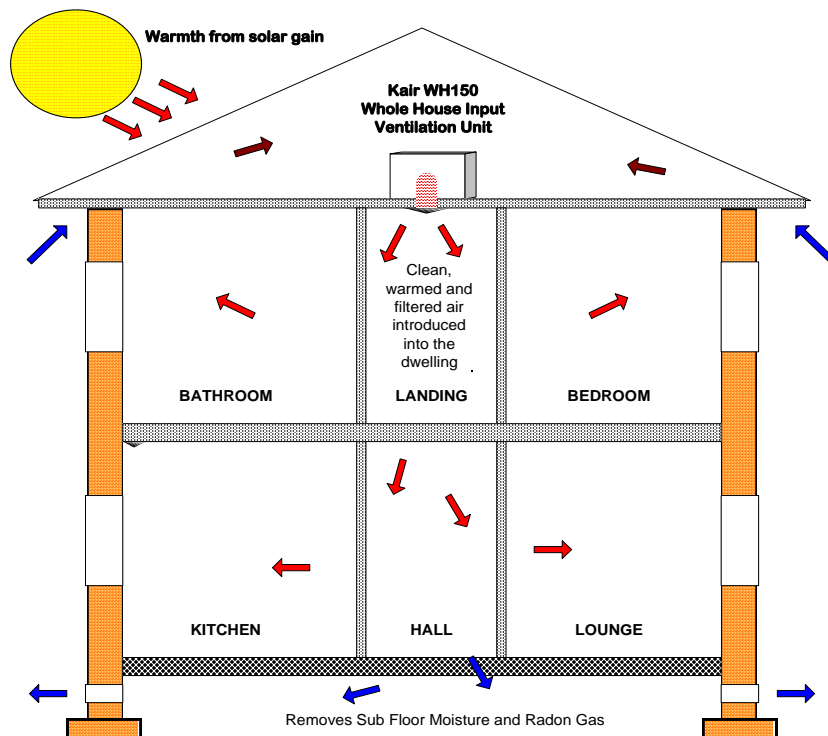 Warmth from solar gain
Kair WH150
Whole House Input
Ventilation Unit
Clean,
warmed and
filtered air
introduced
into the
dwelling
.
BATHROOM
LANDING
BEDROOM
KITCHEN
HALL
LOUNGE
Removes Sub Floor Moisture and Radon Gas